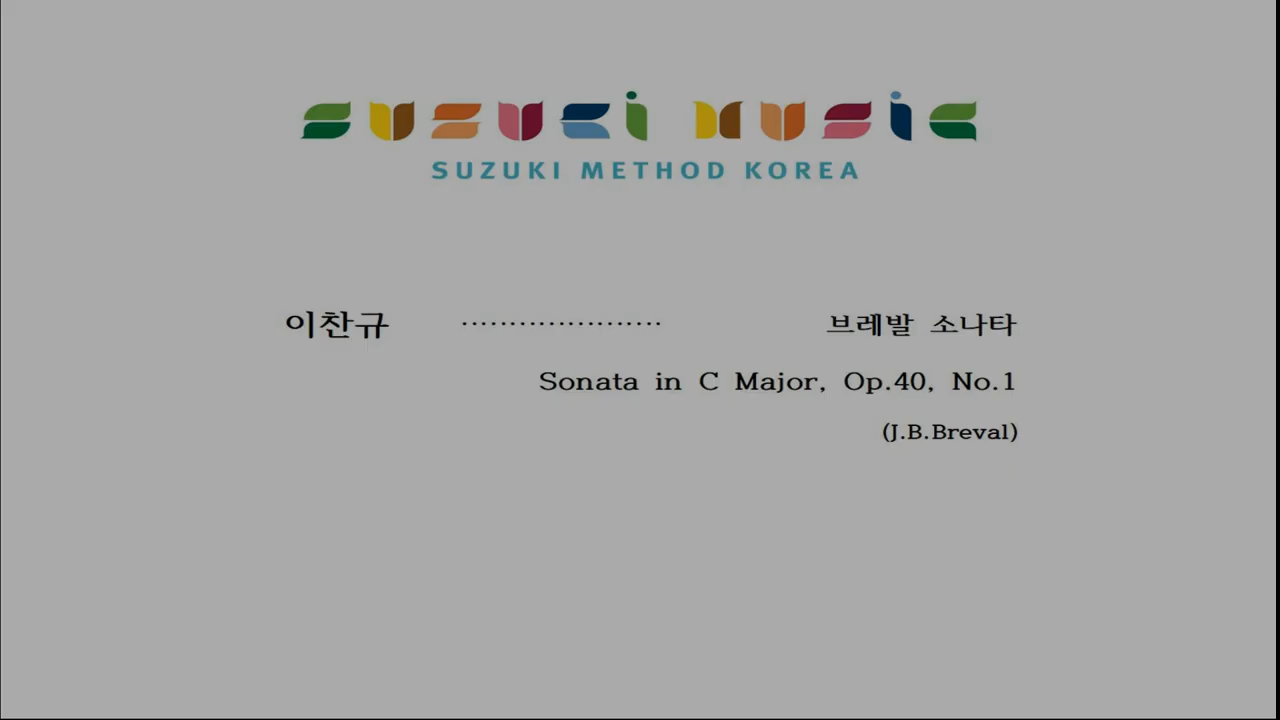 suzuki music
SUZUKI METHOD KOREA
이찬규 ····················· 브레발 소나타
Sonata in C Major, Op.40, No.1
(J.B.Breval)